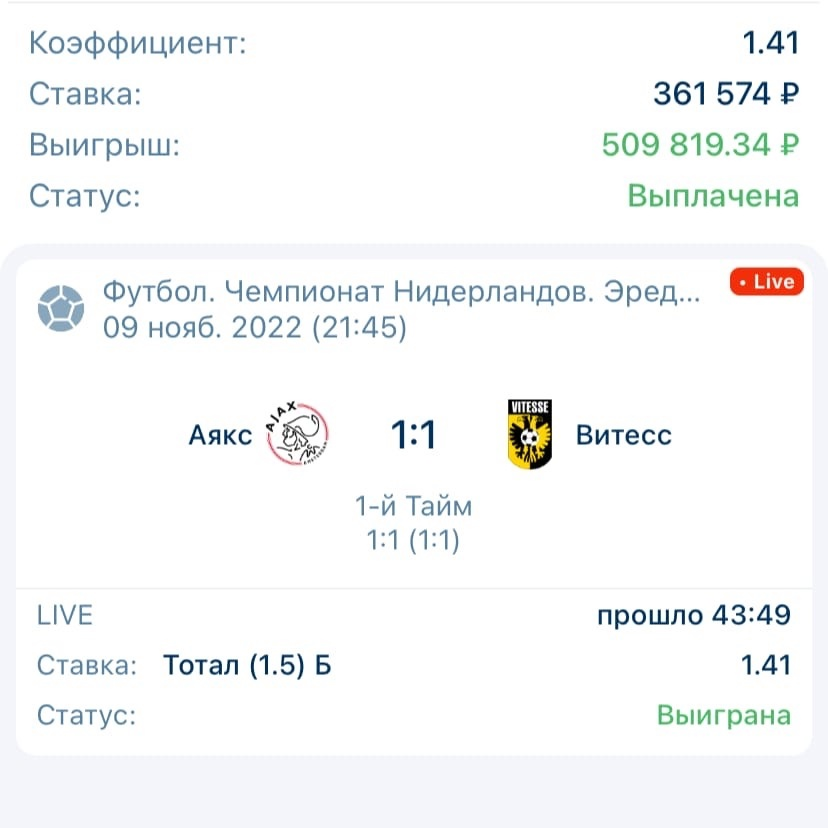 Коэффициент: 1.41
Ставка: 361 574 ₽
Выигрыш: 509 819.34 ₽
Статус: Выплачена
Футбол. Чемпионат Нидерландов. Эред... • Live
09 нояб. 2022 (21:45)
Аякс AJAX 1:1 VITESSE Витесс
1-й Тайм
1:1 (1:1)
LIVE прошло 43:49
Ставка: Тотал (1.5) Б 1.41
Статус: Выиграна